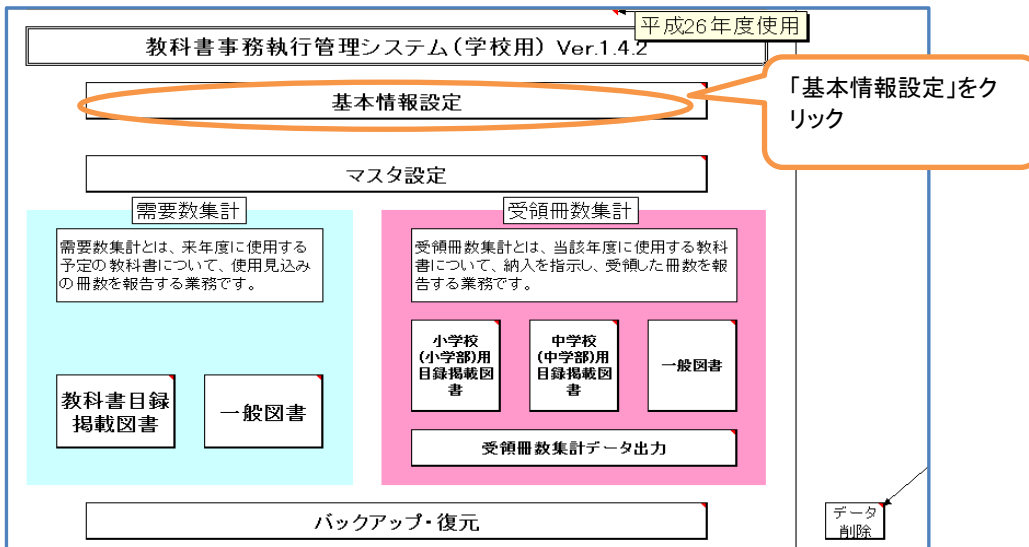 平成26年度使用
教科書事務執行管理システム(学校用) Ver.1.4.2
基本情報設定
「基本情報設定」をク
リック
マスタ設定
需要数集計
需要数集計とは、来年度に使用する
予定の教科書について、使用見込み
の冊数を報告する業務です。
教科書目録
掲載図書
一般図書
受領冊数集計
受領冊数集計とは、当該年度に使用する教科
書について、納入を指示し、受領した冊数を報
告する業務です。
小学校
(小学部)用
目録掲載図
書
中学校
(中学部)用
目録掲載図
書
一般図書
受領冊数集計データ出力
バックアップ・復元
データ
削除